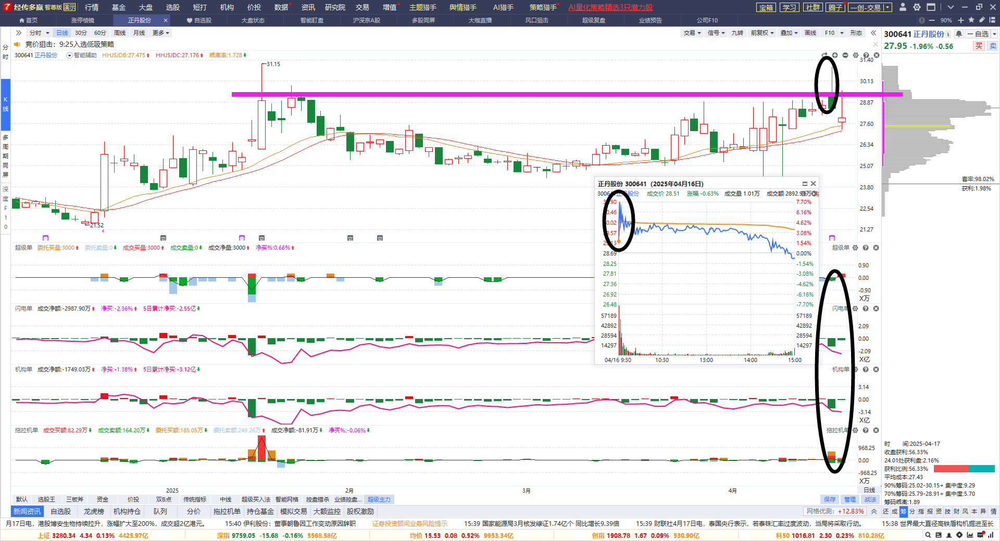 经传多赢 智尊版 演示 行情 基金 大盘 选股 短打 机构 价投 数据 资讯 研究院 交易 增值 主题猎手 舆情猎手 AI猎手 策略猎手 AI量化策略精选3只潜力股 宝箱 学习 社群 圈子 一创-交易
首页 涨停棱镜 正丹股份 × 自选股 大盘状态 智能盯盘 沪深京A股 多股同屏 大咖直播 风口狙击 超级复盘 业绩预告 公司F10 90%
分时 日线 30分 60分 周线 月线 更多 交易 信号 九转 前复权 叠加 画线 F10 形态
300641 正丹股份 自选
27.95 -1.96% -0.56 买 卖
竞价狙击：9:25入选低吸策略
300641 正丹股份 智能辅助 HHJSJDB:27.475 HHJSJDC:27.176 乖离率:1.728
分时
K线
多周期同屏
深度F10
31.15
21.52
31.40
30.13
28.87
27.60
26.34
25.07
23.80
22.54
21.27
正丹股份 300641 (2025年04月16日)
成交价 28.51 涨幅 -0.63% 成交量 1.01万
7.70%
6.16%
4.62%
3.08%
1.54%
28.69 0.00%
28.25 -1.54%
27.81 -3.08%
27.36 -4.62%
26.92 -6.16%
26.48 -7.70%
57189 57189
42892 42892
28594 28594
14297 14297
04/16 9:30 10:30 13:00 14:00 15:00
套牢:98.02%
获利:1.98%
超级单 委托买量:3000 委托卖量:0 成交买量:3000 成交卖量:0 成交净量:3000 净买%:0.66% 超级单
0.90
0.00
-0.90
X万
闪电单 成交净额:-2987.90万 净买:-2.36% 5日累计净买:-2.55亿 闪电单
2.09
0.00
-2.09
X亿
机构单 成交净额:-1749.03万 净买:-1.38% 5日累计净买:-3.12亿 机构单
3.14
0.00
-3.14
X亿
拖拉机单 成交买额:82.29万 成交卖额:164.20万 委托买额:185.05万 委托卖额:249.26万 成交净额:-81.91万 净买%:-0.06% 拖拉机单
968.25
0.00
-968.25
X万
2025 2月 3月 4月 日线
时 间:2025-04-17
收盘获利:56.33%
24.01处获利盘:2.16%
获利比例:56.33%
平均成本:27.43
90%筹码:25.02-30.15+ 集中度:9.29
70%筹码:25.79-28.91+ 集中度:5.70
筹码乖离:1.89
默认 选股王 三板斧 资金 价投 双B点 传统指标 中线 超级买入法 智能网格 控盘错杀 业绩控盘... 超级主力 保存 管理 战法
新闻资讯 自选股 龙虎榜 机构持仓 队列 分价 拖拉机单 持仓基金 模拟交易 大额监控 股权激励 网格优测：+12.83% 还 成 筹 分 指 报 资 技 财 风 本 异 情
月17日电，港股博安生物持续拉升，涨幅扩大至200%，成交超2亿港元。 15:40 伊利股份：董事朝鲁因工作变动原因辞职 证券投资顾问业务风险提示 15:39 国家能源局3月核发绿证1.74亿个 同比增长9.39倍 15:39 财联社4月17日电，泰国央行表示，若泰铢汇率过度波动，当局将采取行动。 15:38 世界最大直径高铁盾构机掘进至长
上证 3280.34 4.34 0.13% 4425.97亿 深指 9759.05 -15.68 -0.16% 5568.58亿 均价 15.53 0.08 0.52% 9953.34亿 创指 1908.78 1.67 0.09% 530.90亿 科50 1016.81 2.30 0.23% 810.28亿